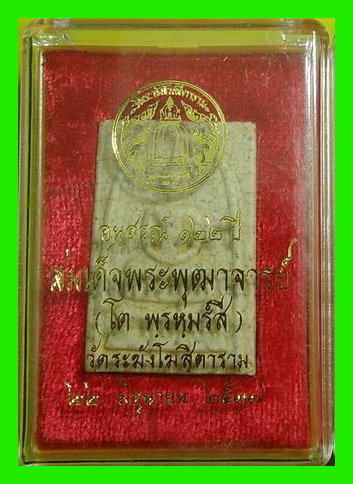 อนุสรณ์ ๑๒๒ ปี
สมเด็จพระพุฒาจารย์
(โต พฺรหฺมรํสี)
วัดระฆังโฆสิตาราม
๒๒ มิถุนายน ๒๕๓๗